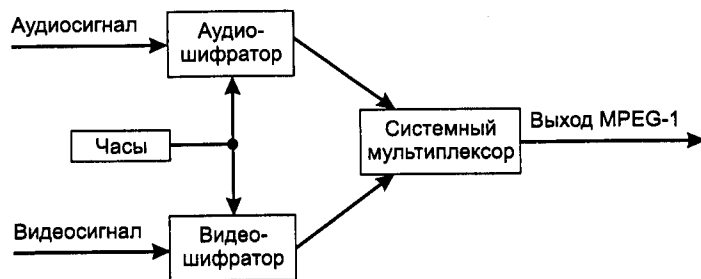 Аудиосигнал
Аудио-
шифратор
Часы
Системный
мультиплексор
Выход MPEG-1
Видеосигнал
Видео-
шифратор